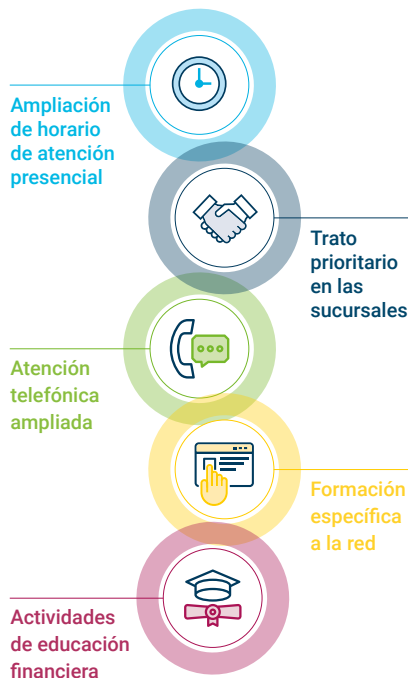 Ampliación
de horario
de atención
presencial
Trato
prioritario
en las
sucursales
Atención
telefónica
ampliada
Formación
específica
a la red
Actividades
de educación
financiera